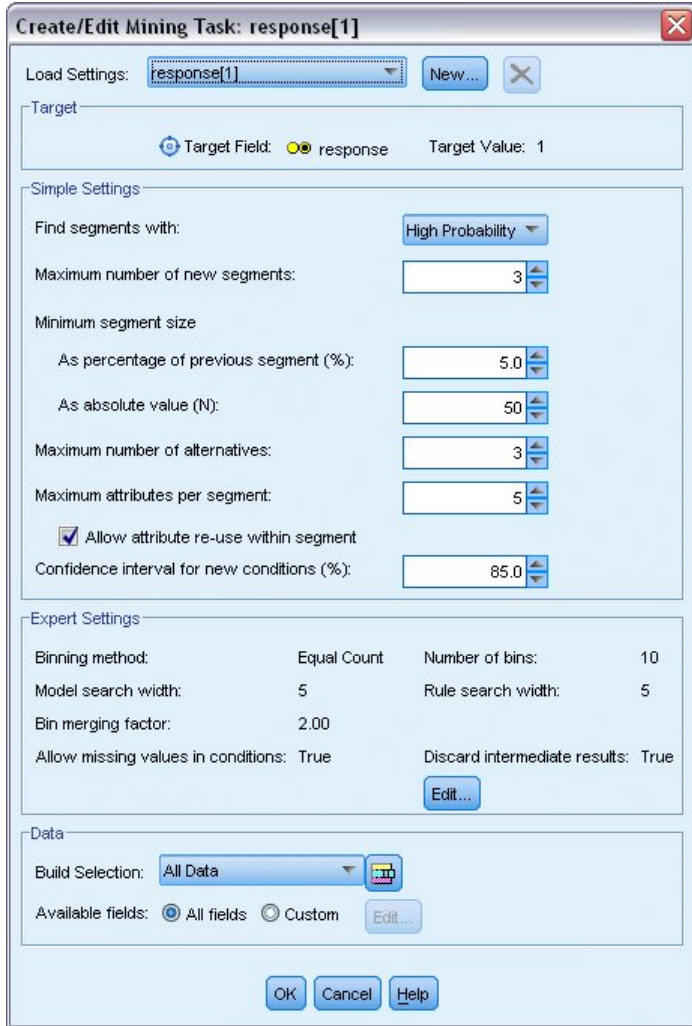 Create/Edit Mining Task: response[1]
Load Settings: response[1] New...
Target
Target Field: response Target Value: 1
Simple Settings
Find segments with: High Probability
Maximum number of new segments: 3
Minimum segment size
As percentage of previous segment (%): 5.0
As absolute value (N): 50
Maximum number of alternatives: 3
Maximum attributes per segment: 5
Allow attribute re-use within segment
Confidence interval for new conditions (%): 85.0
Expert Settings
Binning method: Equal Count Number of bins: 10
Model search width: 5 Rule search width: 5
Bin merging factor: 2.00
Allow missing values in conditions: True Discard intermediate results: True
Edit...
Data
Build Selection: All Data
Available fields: All fields Custom Edit...
OK Cancel Help